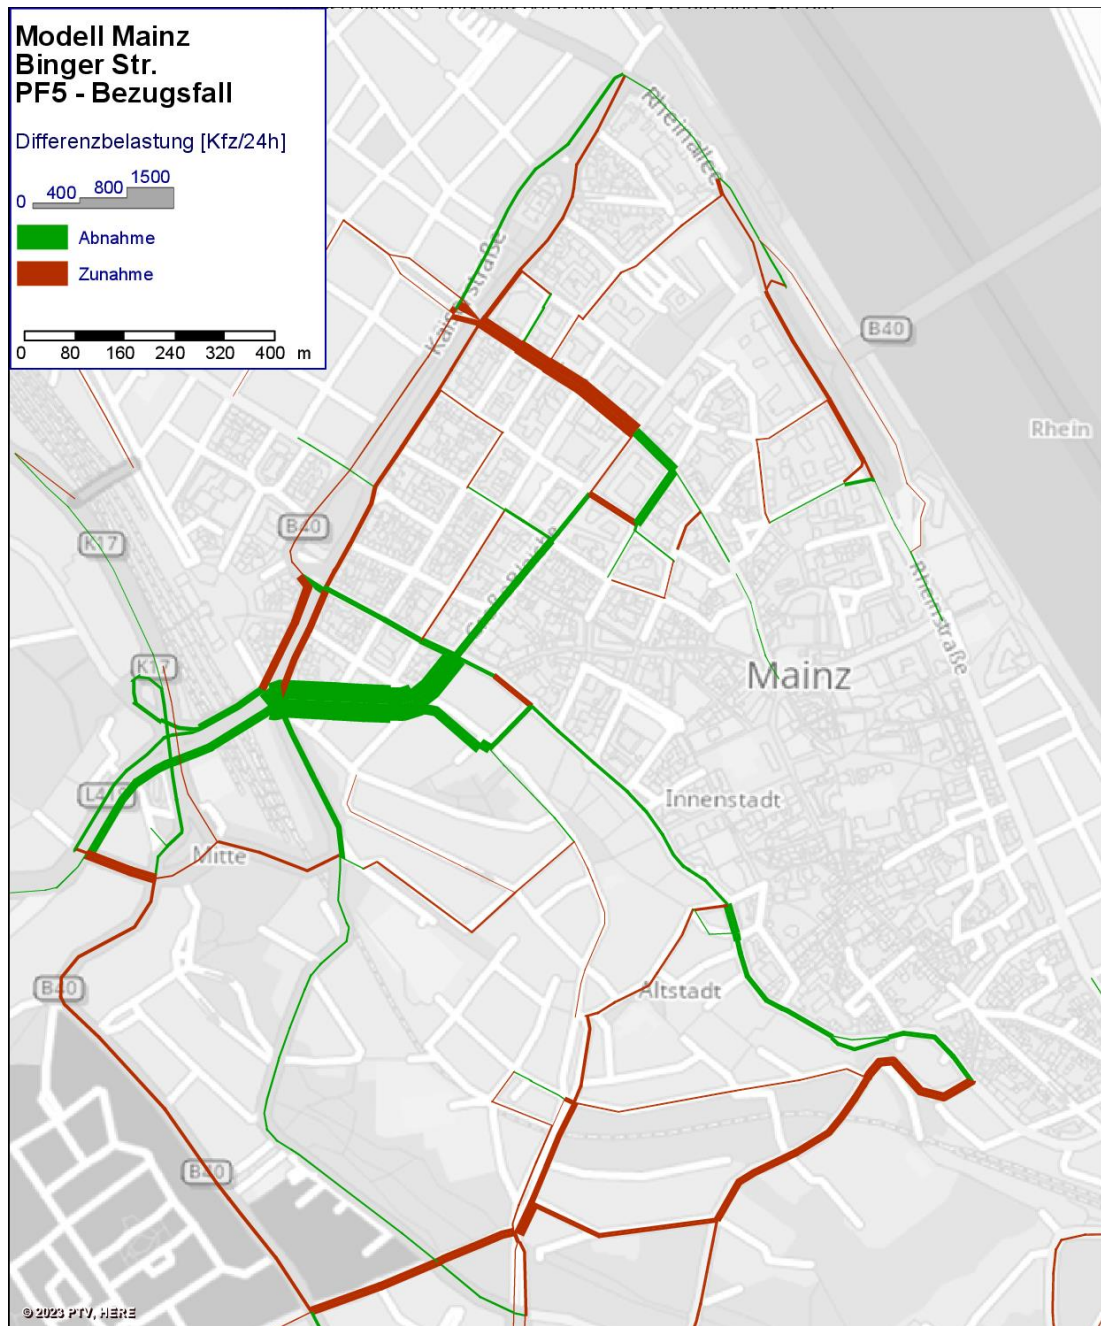 Modell Mainz
Binger Str.
PF5 - Bezugsfall
Differenzbelastung [Kfz/24h]
0 400 800 1500
Abnahme
Zunahme
0 80 160 240 320 400 m
Rheinallee
Kaiserstraße
B40
Rhein
B40
K17
Rheinstraße
K17
Mainz
Innenstadt
Mitte
B40
Altstadt
B40
© 2023 PTV, HERE